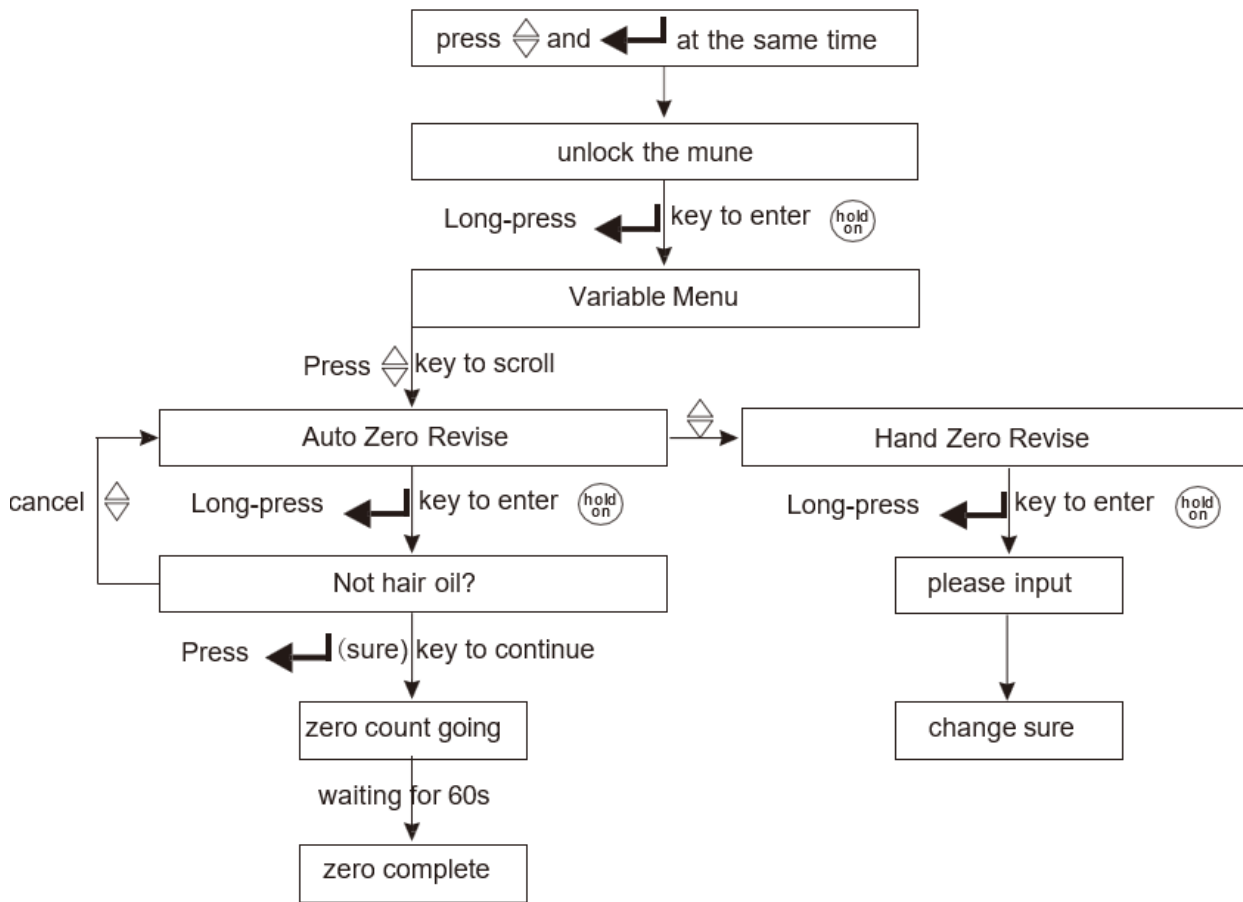 press and at the same time
unlock the mune
Long-press key to enter hold on
Variable Menu
Press key to scroll
Auto Zero Revise
Hand Zero Revise
cancel
Long-press key to enter hold on
Long-press key to enter hold on
Not hair oil?
please input
Press (sure) key to continue
zero count going
change sure
waiting for 60s
zero complete